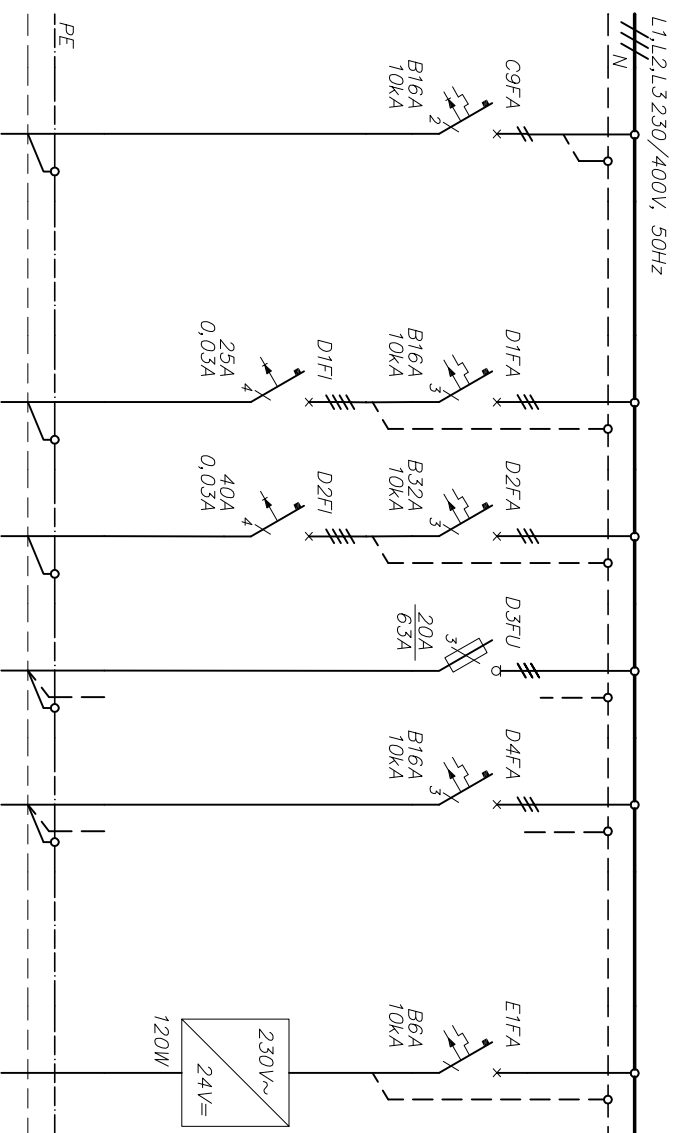 L1,L2,L3 230/400V, 50Hz
N
PE
C9FA
B16A
10kA
2
D1FA
B16A
10kA
3
D1FI
25A
0,03A
4
D2FA
B32A
10kA
3
D2FI
40A
0,03A
4
D3FU
20A
63A
3
D4FA
B16A
10kA
3
E1FA
B6A
10kA
230V~
24V=
120W